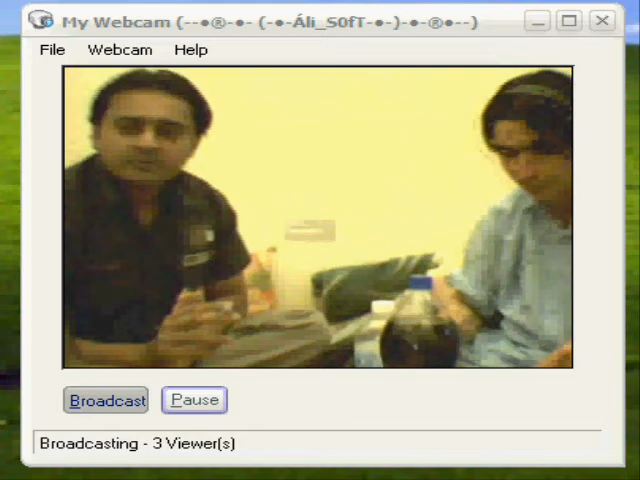 My Webcam (--●®-●- (-●-Áli_S0fT-●-)-●-®●--)
File Webcam Help
Broadcast Pause
Broadcasting - 3 Viewer(s)